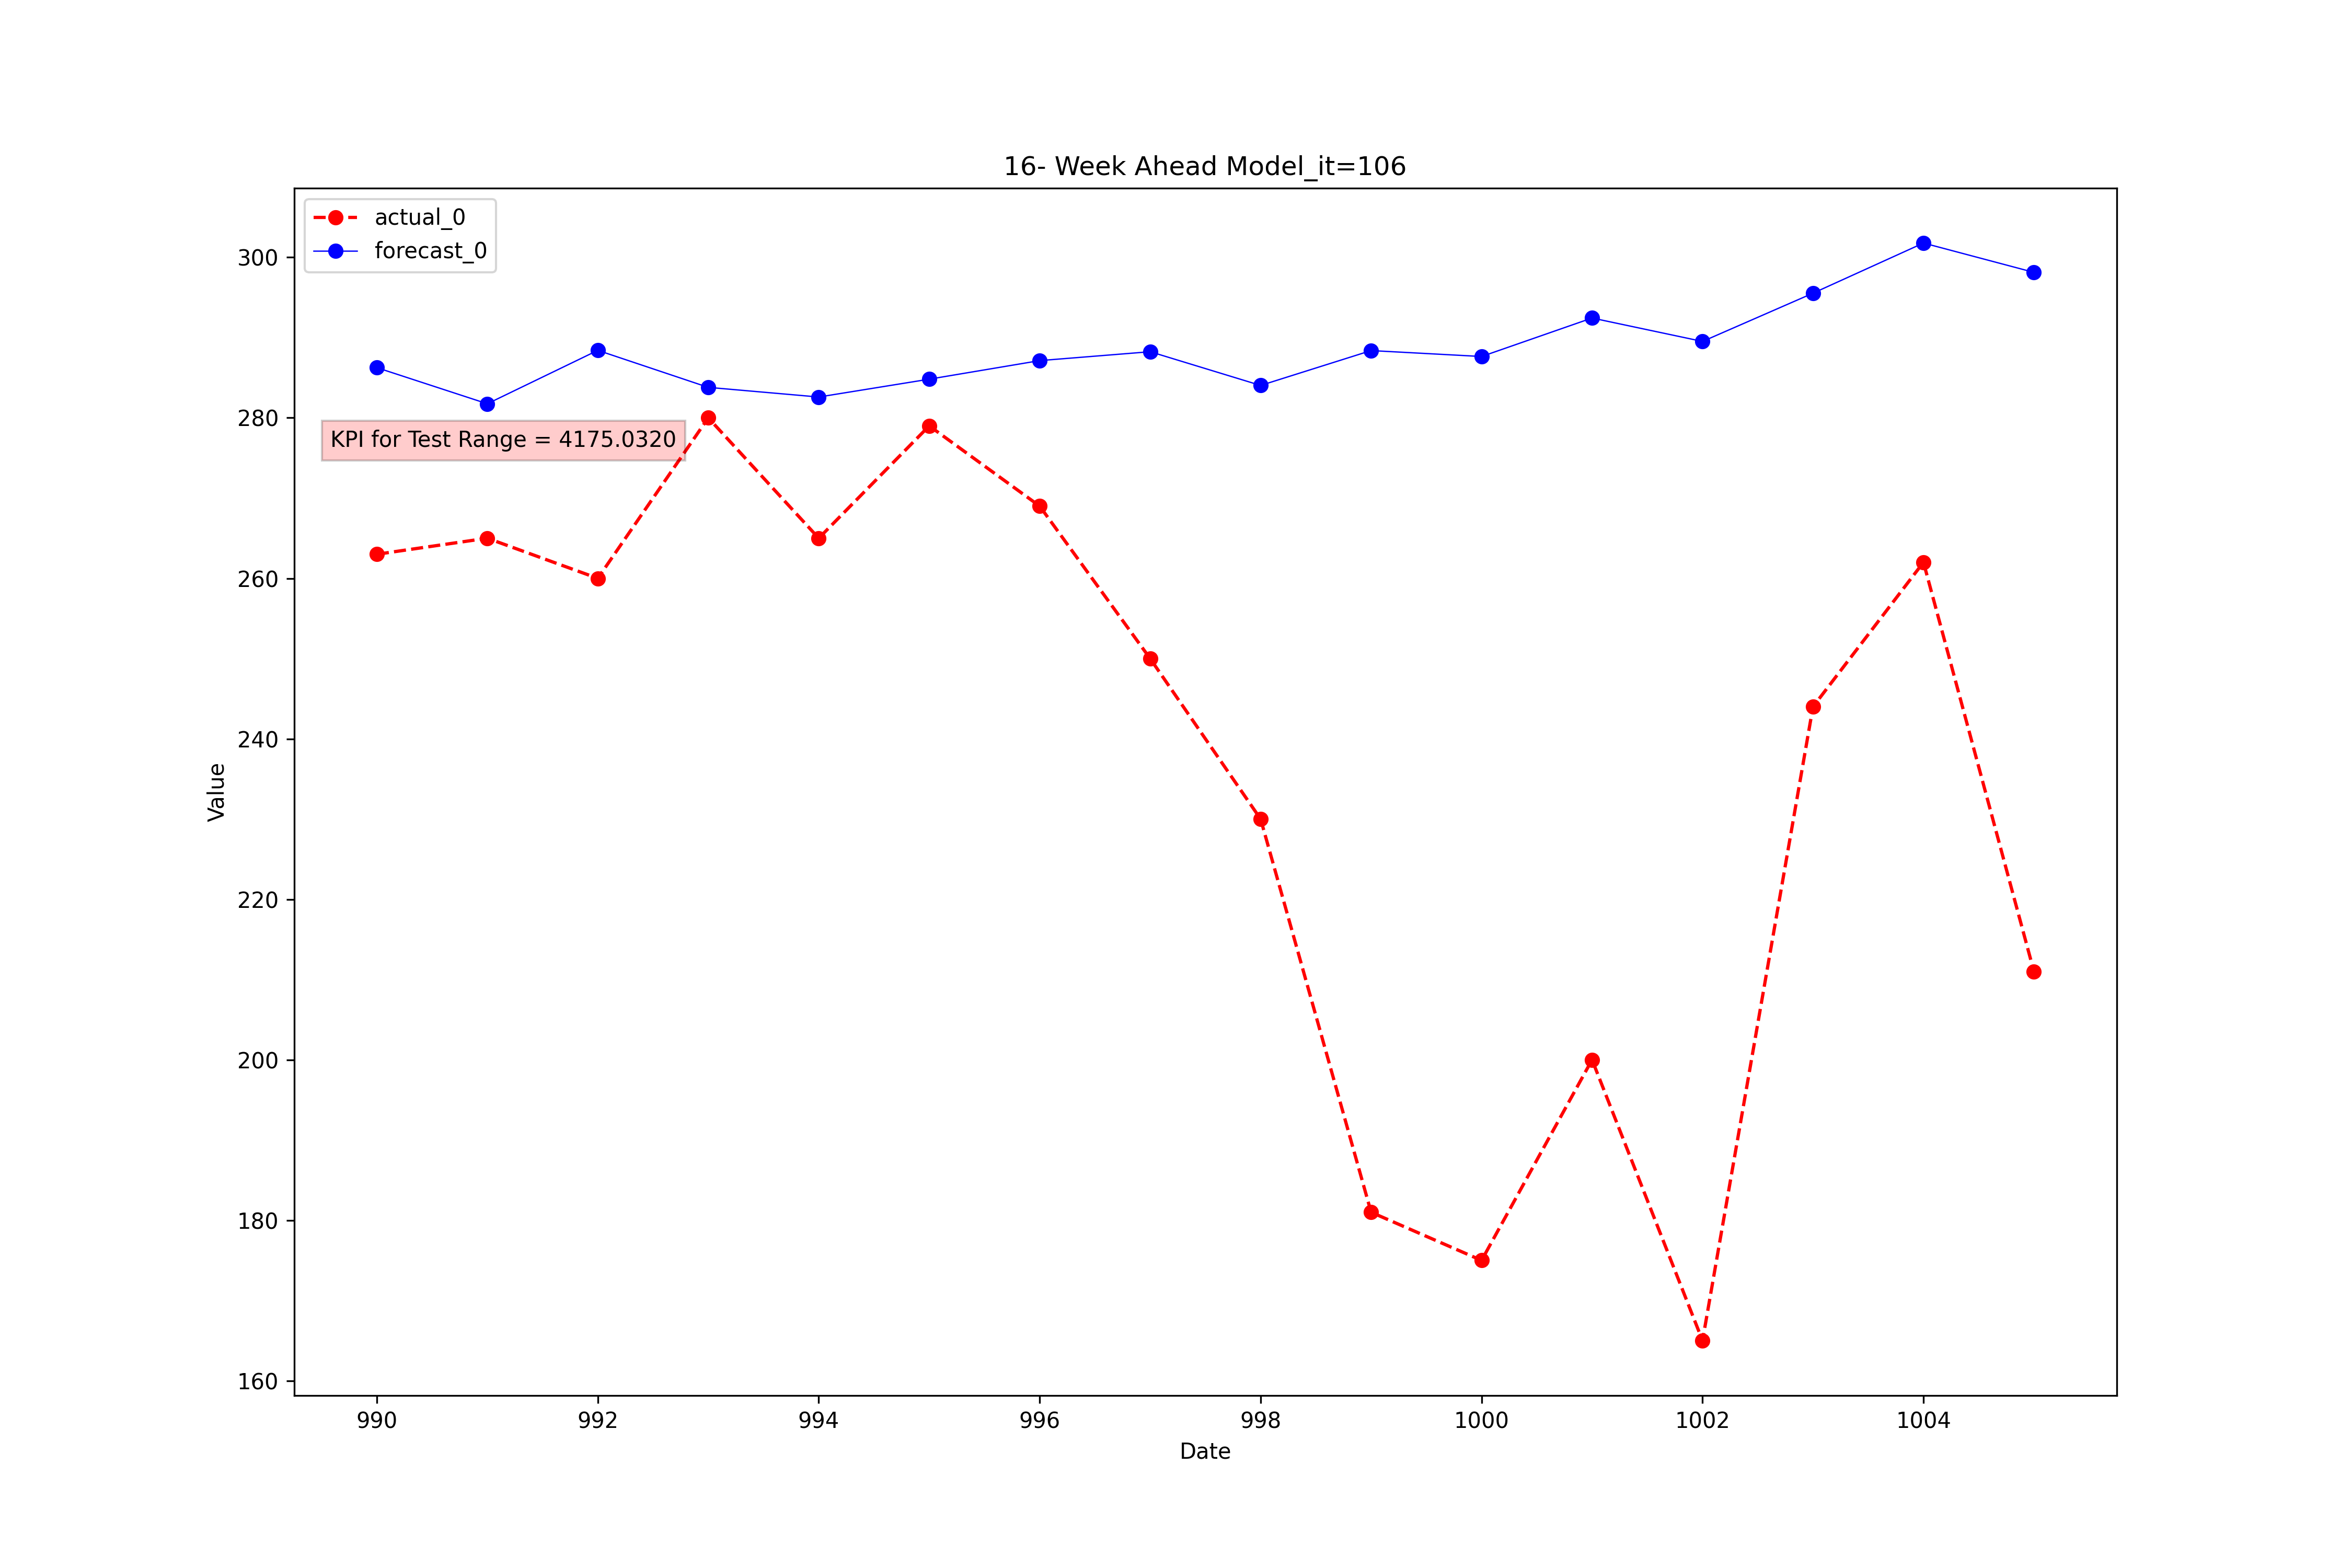 16- Week Ahead Model_it=106
actual_0
forecast_0
KPI for Test Range = 4175.0320
Value
300
280
260
240
220
200
180
160
990 992 994 996 998 1000 1002 1004
Date